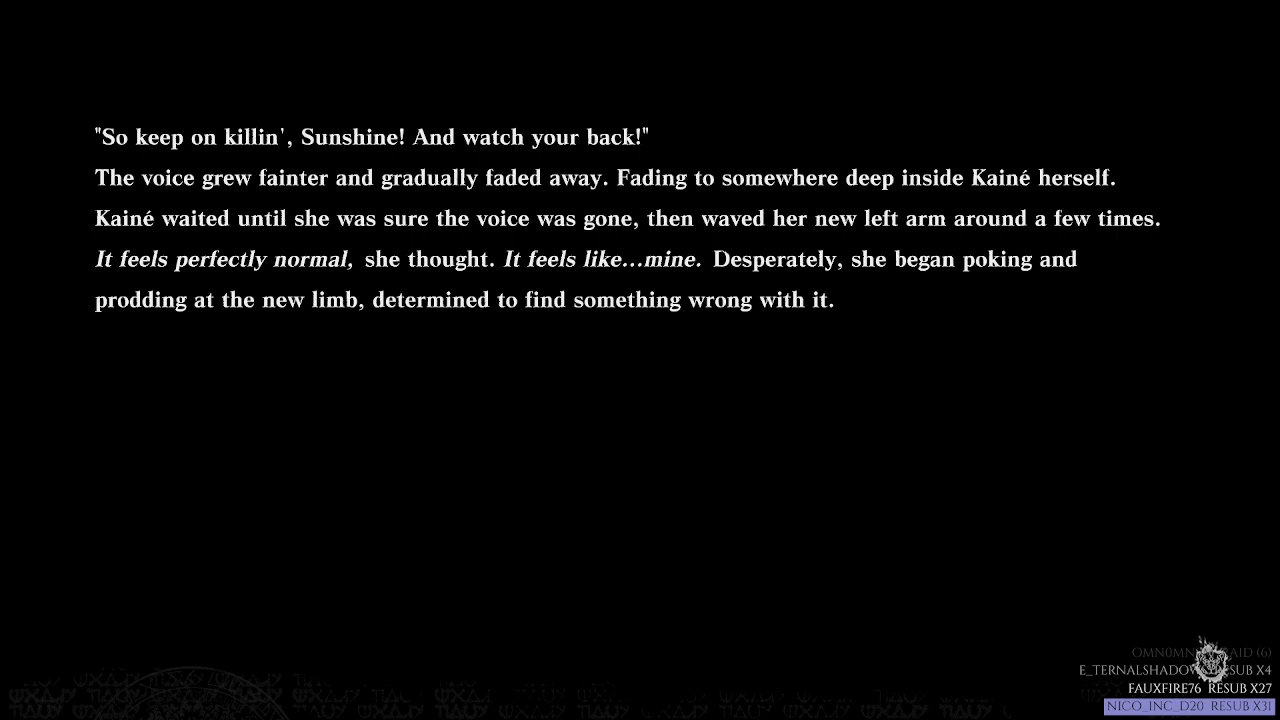 "So keep on killin', Sunshine! And watch your back!"
The voice grew fainter and gradually faded away. Fading to somewhere deep inside Kainé herself.
Kainé waited until she was sure the voice was gone, then waved her new left arm around a few times.
It feels perfectly normal, she thought. It feels like...mine. Desperately, she began poking and
prodding at the new limb, determined to find something wrong with it.
(6)
X4
FAUXFIRE76 RESUB X27
NICO_INC_D20 RESUB X31